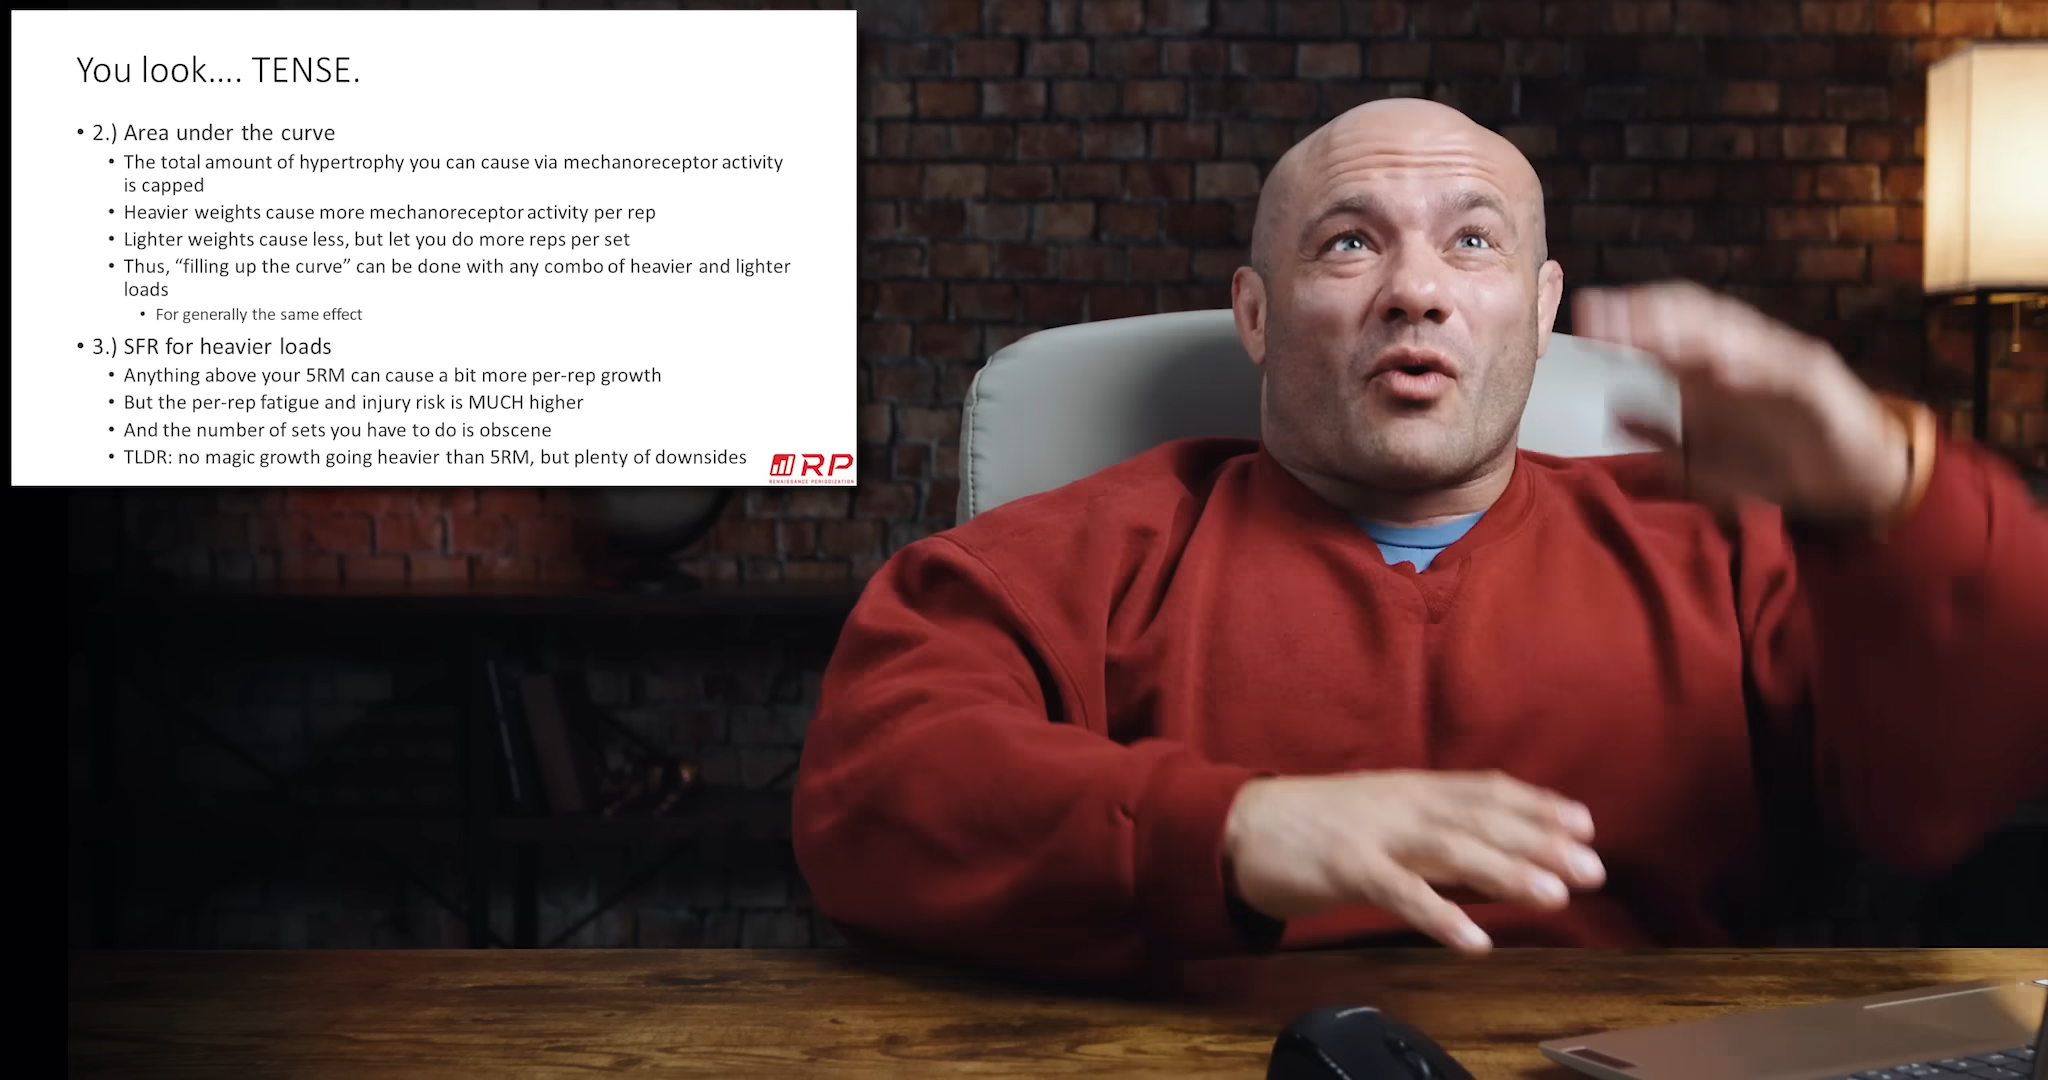 You look.... TENSE.
• 2.) Area under the curve
• The total amount of hypertrophy you can cause via mechanoreceptor activity
is capped
• Heavier weights cause more mechanoreceptor activity per rep
• Lighter weights cause less, but let you do more reps per set
• Thus, “filling up the curve” can be done with any combo of heavier and lighter
loads
• For generally the same effect
• 3.) SFR for heavier loads
• Anything above your 5RM can cause a bit more per-rep growth
• But the per-rep fatigue and injury risk is MUCH higher
• And the number of sets you have to do is obscene
• TLDR: no magic growth going heavier than 5RM, but plenty of downsides
RP
RENAISSANCE PERIODIZATION